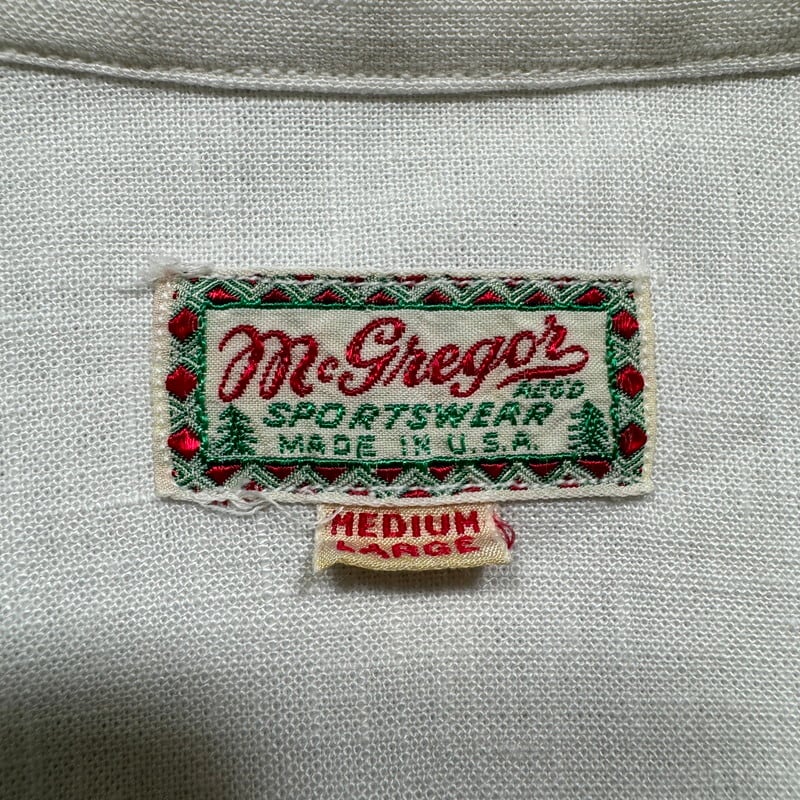 McGregor
REG'D
SPORTSWEAR
MADE IN U.S.A.
MEDIUM
LARGE